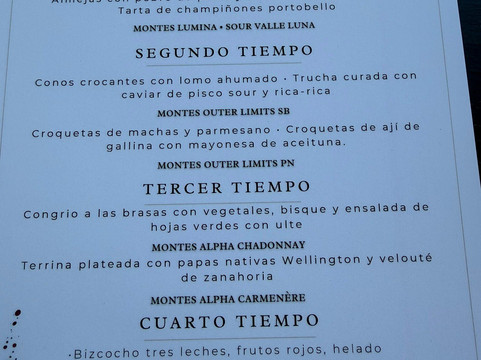 Tarta de champiñones portobello
MONTES LUMINA • SOUR VALLE LUNA
SEGUNDO TIEMPO
Conos crocantes con lomo ahumado • Trucha curada con
caviar de pisco sour y rica-rica
MONTES OUTER LIMITS SB
Croquetas de machas y parmesano • Croquetas de ají de
gallina con mayonesa de aceituna.
MONTES OUTER LIMITS PN
TERCER TIEMPO
Congrio a las brasas con vegetales, bisque y ensalada de
hojas verdes con ulte
MONTES ALPHA CHADONNAY
Terrina plateada con papas nativas Wellington y velouté
de zanahoria
MONTES ALPHA CARMENÈRE
CUARTO TIEMPO
•Bizcocho tres leches, frutos rojos, helado